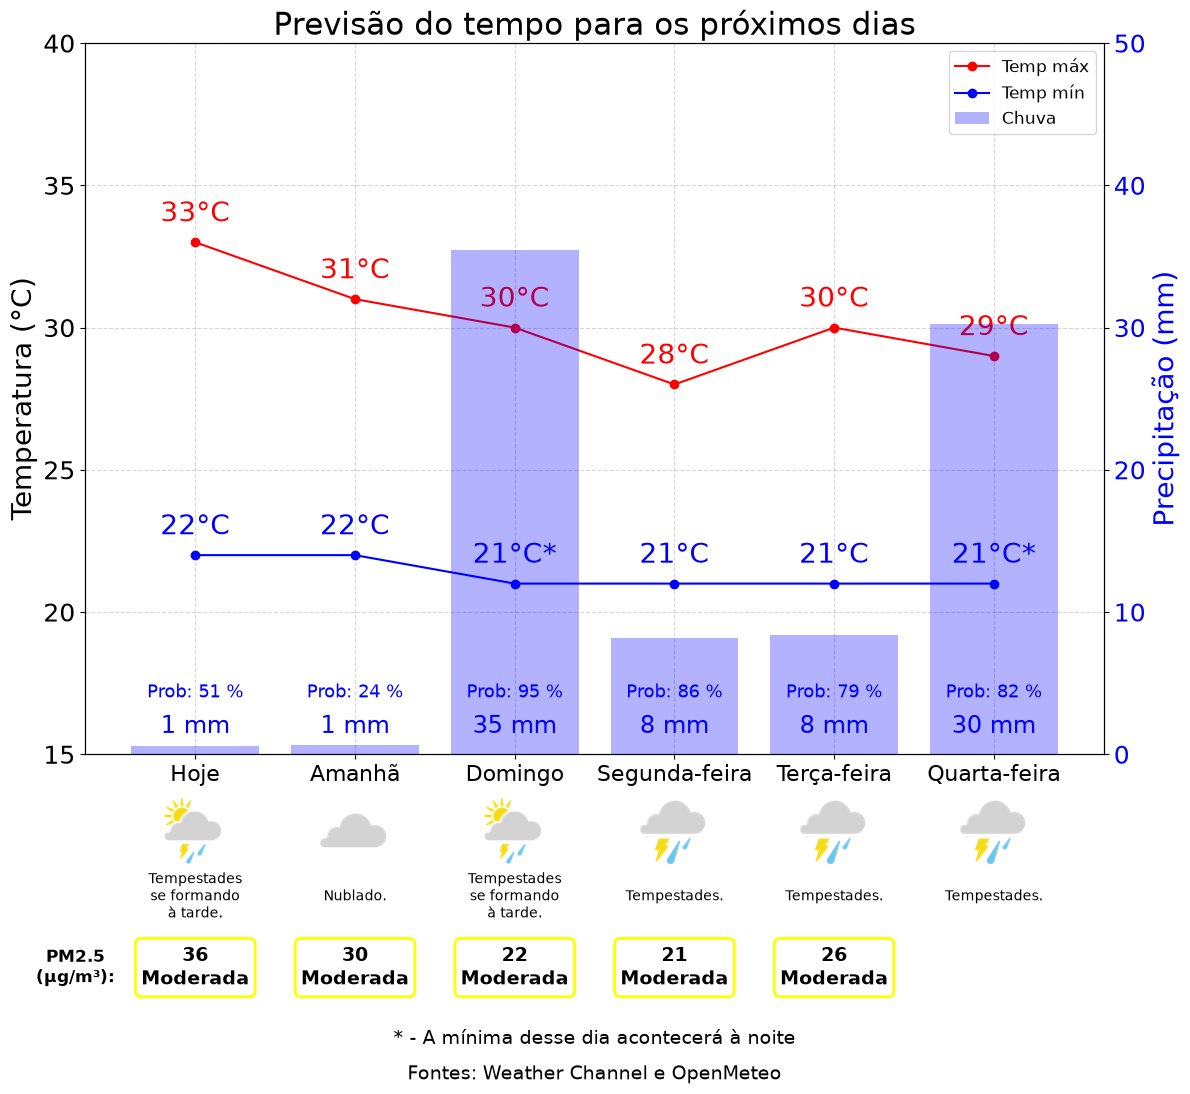 Previsão do tempo para os próximos dias
40
35
30
25
20
15
Temperatura (°C)
50
40
30
20
10
0
Precipitação (mm)
Temp máx
Temp mín
Chuva
33°C
31°C
30°C
28°C
30°C
29°C
22°C
22°C
21°C*
21°C
21°C
21°C*
Prob: 51 %
Prob: 24 %
Prob: 95 %
Prob: 86 %
Prob: 79 %
Prob: 82 %
1 mm
1 mm
35 mm
8 mm
8 mm
30 mm
Hoje
Amanhã
Domingo
Segunda-feira
Terça-feira
Quarta-feira
Tempestades
se formando
à tarde.
Nublado.
Tempestades
se formando
à tarde.
Tempestades.
Tempestades.
Tempestades.
PM2.5
(µg/m³):
36
Moderada
30
Moderada
22
Moderada
21
Moderada
26
Moderada
* - A mínima desse dia acontecerá à noite
Fontes: Weather Channel e OpenMeteo